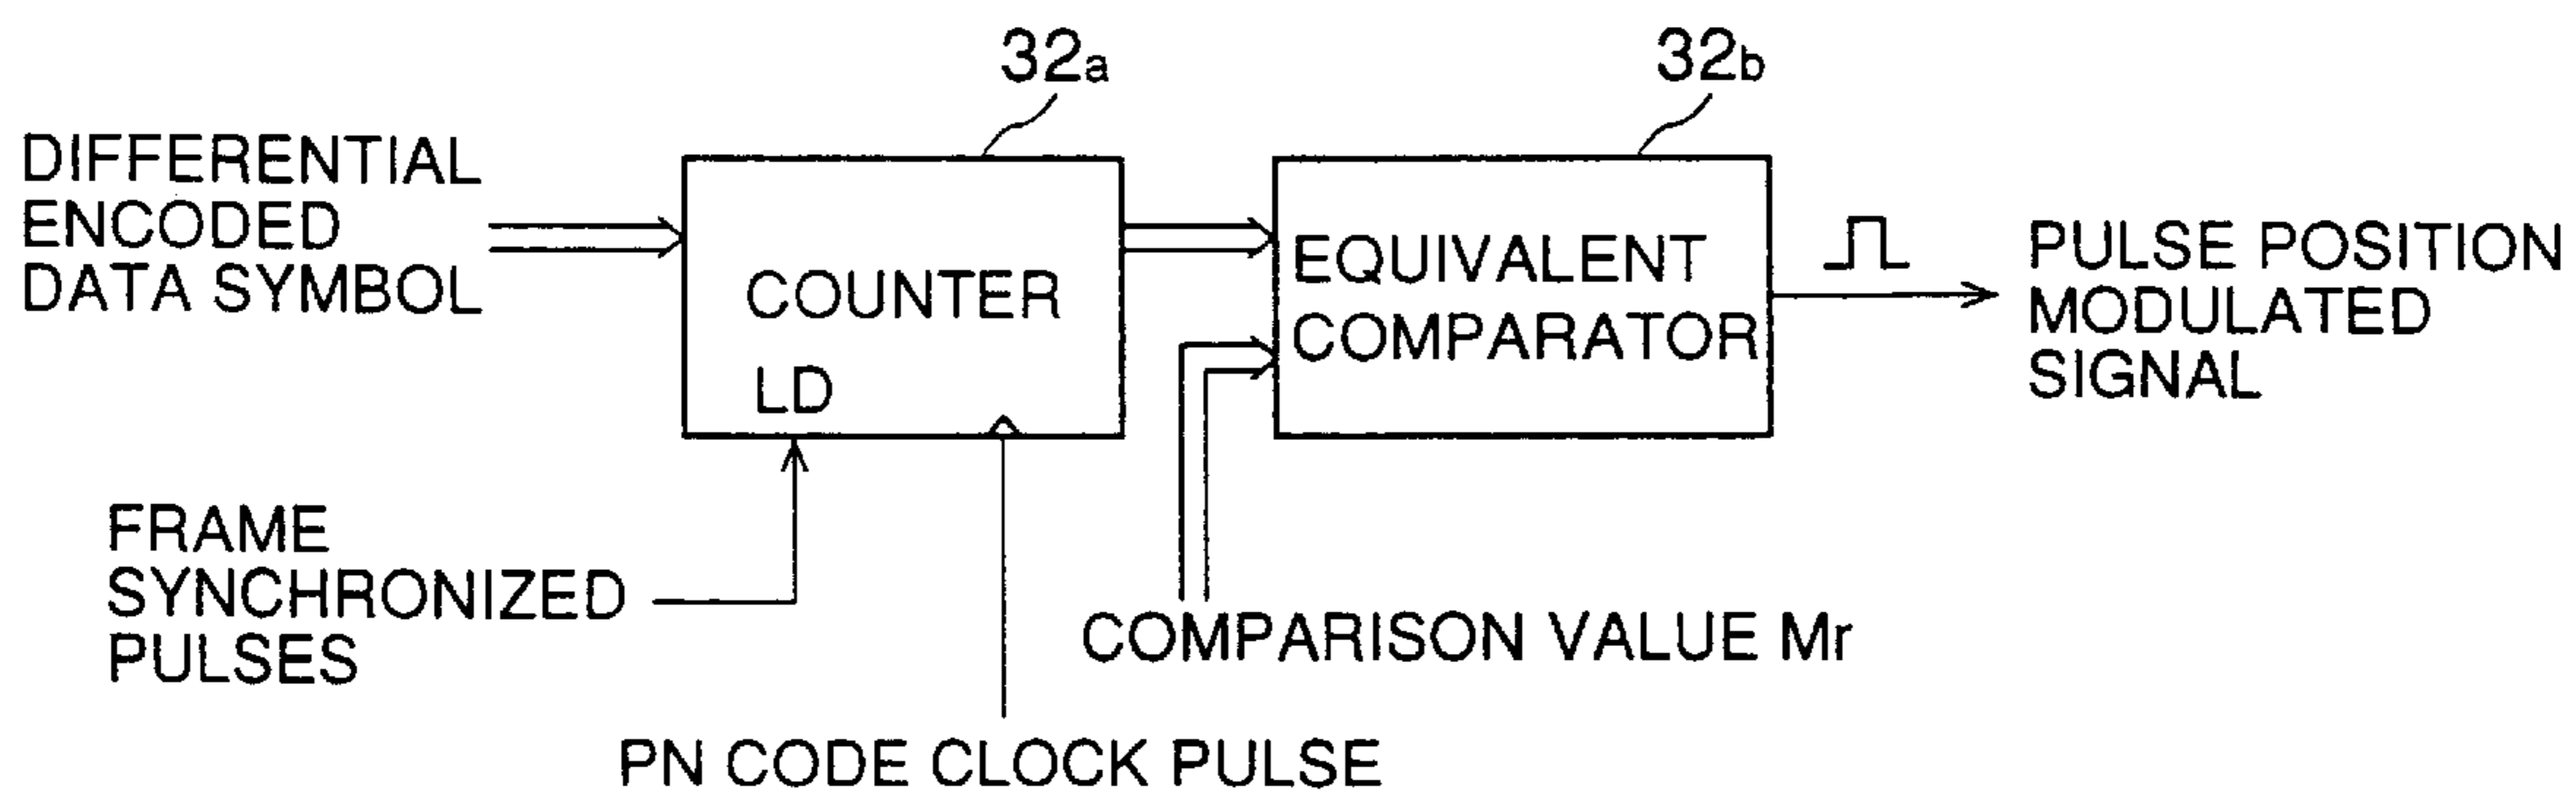 32a
32b
DIFFERENTIAL
ENCODED
DATA SYMBOL
COUNTER
LD
EQUIVALENT
COMPARATOR
PULSE POSITION
MODULATED
SIGNAL
FRAME
SYNCHRONIZED
PULSES
COMPARISON VALUE Mr
PN CODE CLOCK PULSE